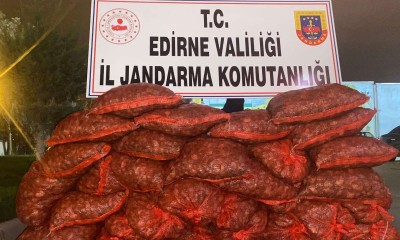 T.C.
EDİRNE VALİLİĞİ
İL JANDARMA KOMUTANLIĞI